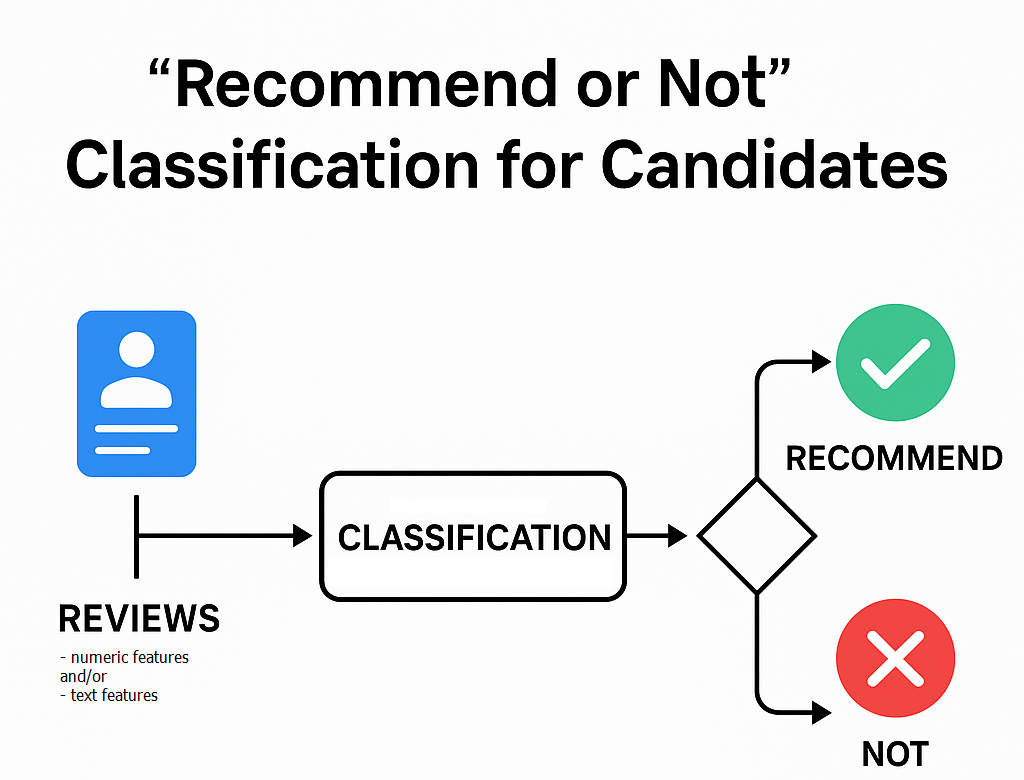 “Recommend or Not”
Classification for Candidates
RECOMMEND
CLASSIFICATION
REVIEWS
- numeric features
and/or
- text features
NOT